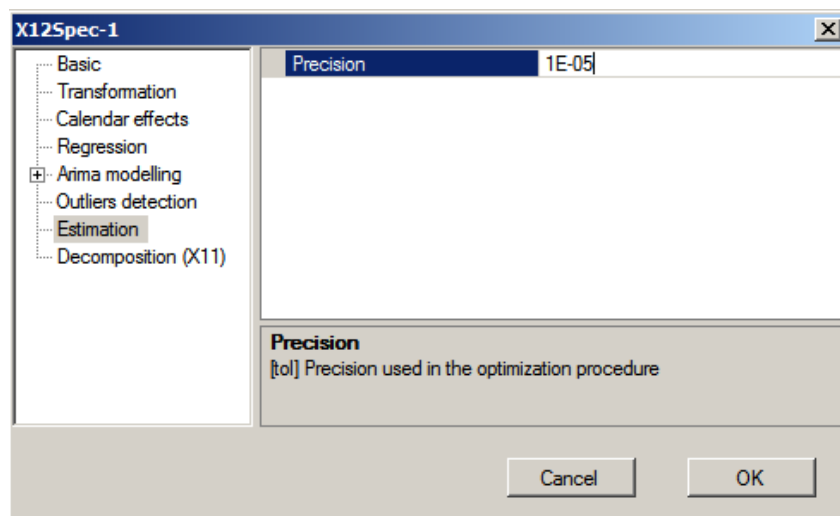 X12Spec-1
Basic
Transformation
Calendar effects
Regression
Arima modelling
Outliers detection
Estimation
Decomposition (X11)
Precision 1E-05
Precision
[tol] Precision used in the optimization procedure
Cancel OK